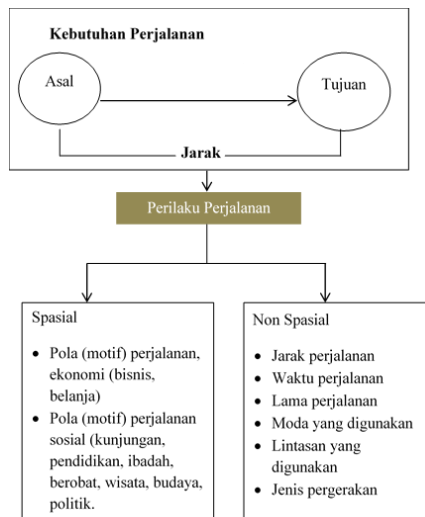 Kebutuhan Perjalanan
Asal
Tujuan
Jarak
Perilaku Perjalanan
Spasial
• Pola (motif) perjalanan,
ekonomi (bisnis,
belanja)
• Pola (motif) perjalanan
sosial (kunjungan,
pendidikan, ibadah,
berobat, wisata, budaya,
politik.
Non Spasial
• Jarak perjalanan
• Waktu perjalanan
• Lama perjalanan
• Moda yang digunakan
• Lintasan yang
digunakan
• Jenis pergerakan